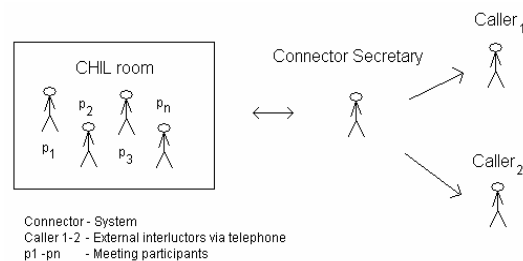 Caller1
CHIL room
Connector Secretary
p2
pn
p1
p3
Caller2
Connector - System
Caller 1-2 - External interluctors via telephone
p1 -pn - Meeting participants